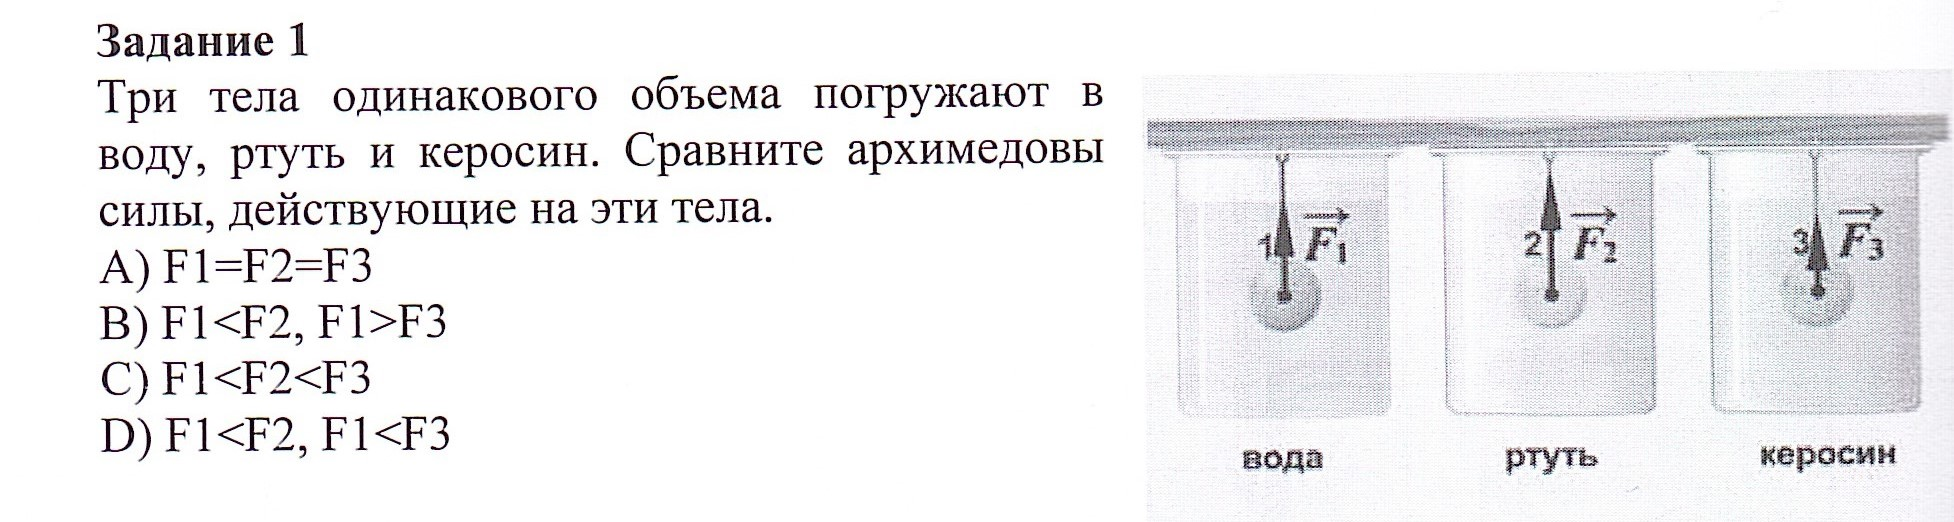 Задание 1
Три тела одинакового объема погружают в
воду, ртуть и керосин. Сравните архимедовы
силы, действующие на эти тела.
A) F1=F2=F3
B) F1<F2, F1>F3
C) F1<F2<F3
D) F1<F2, F1<F3
1 F₁ 2 F₂ 3 F₃
вода ртуть керосин